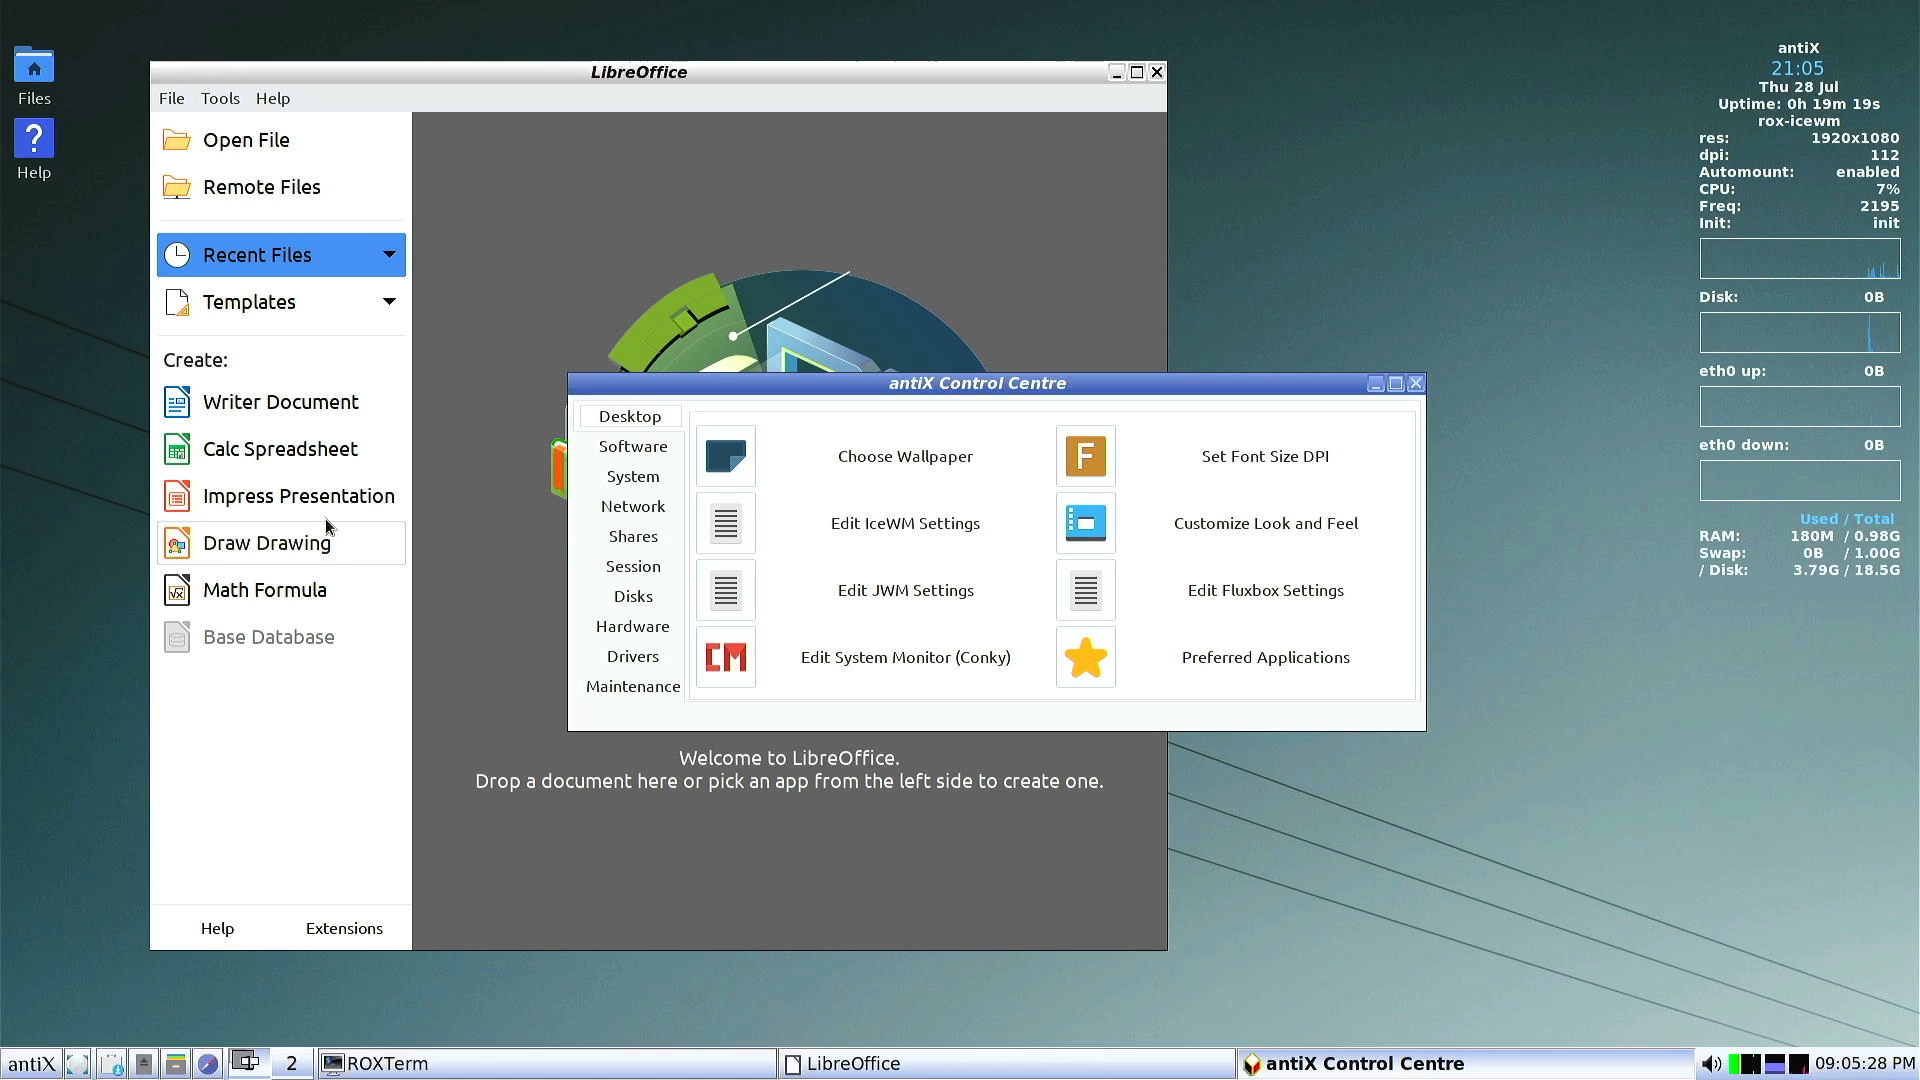 Files
Help
LibreOffice
File Tools Help
Open File
Remote Files
Recent Files
Templates
Create:
Writer Document
Calc Spreadsheet
Impress Presentation
Draw Drawing
Math Formula
Base Database
Help Extensions
Welcome to LibreOffice.
Drop a document here or pick an app from the left side to create one.
antiX Control Centre
Desktop
Software
System
Network
Shares
Session
Disks
Hardware
Drivers
Maintenance
Choose Wallpaper
F Set Font Size DPI
Edit IceWM Settings
Customize Look and Feel
Edit JWM Settings
Edit Fluxbox Settings
CM Edit System Monitor (Conky)
Preferred Applications
antiX
21:05
Thu 28 Jul
Uptime: 0h 19m 19s
rox-icewm
res: 1920x1080
dpi: 112
Automount: enabled
CPU: 7%
Freq: 2195
Init: init
Disk: 0B
eth0 up: 0B
eth0 down: 0B
Used / Total
RAM: 180M / 0.98G
Swap: 0B / 1.00G
/ Disk: 3.79G / 18.5G
antiX 2 ROXTerm LibreOffice antiX Control Centre 09:05:28 PM